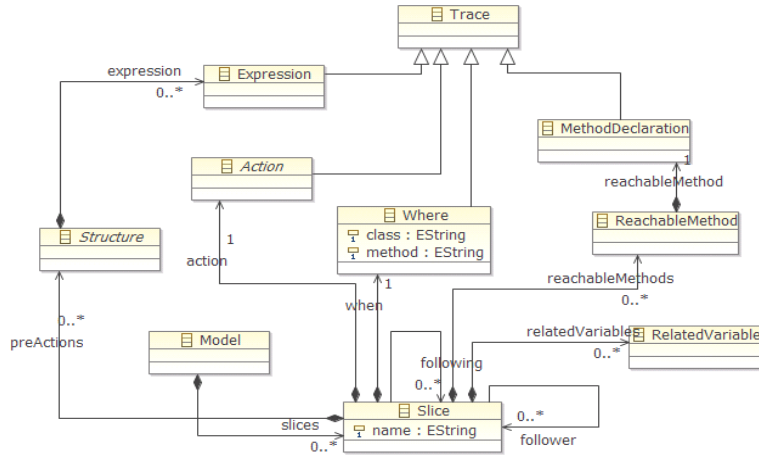 Trace
expression
Expression
0..*
MethodDeclaration
1
Action
reachableMethod
Where
class : EString
method : EString
ReachableMethod
Structure
1
action
1
reachableMethods
0..*
when
0..*
preActions
Model
relatedVariables
0..*
RelatedVariable
following
0..*
Slice
name : EString
slices
0..*
0..*
follower